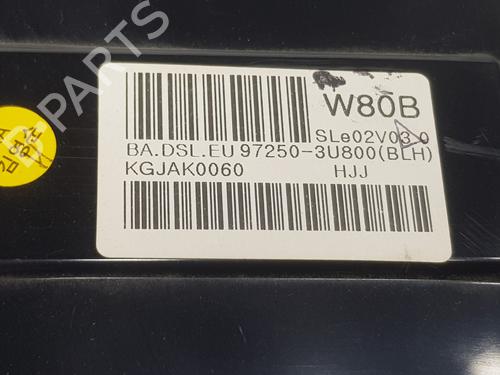 B PARTS
W80B
SLe02V03.0
BA.DSL.EU 97250-3U800(BLH)
KGJAK0060 HJJ